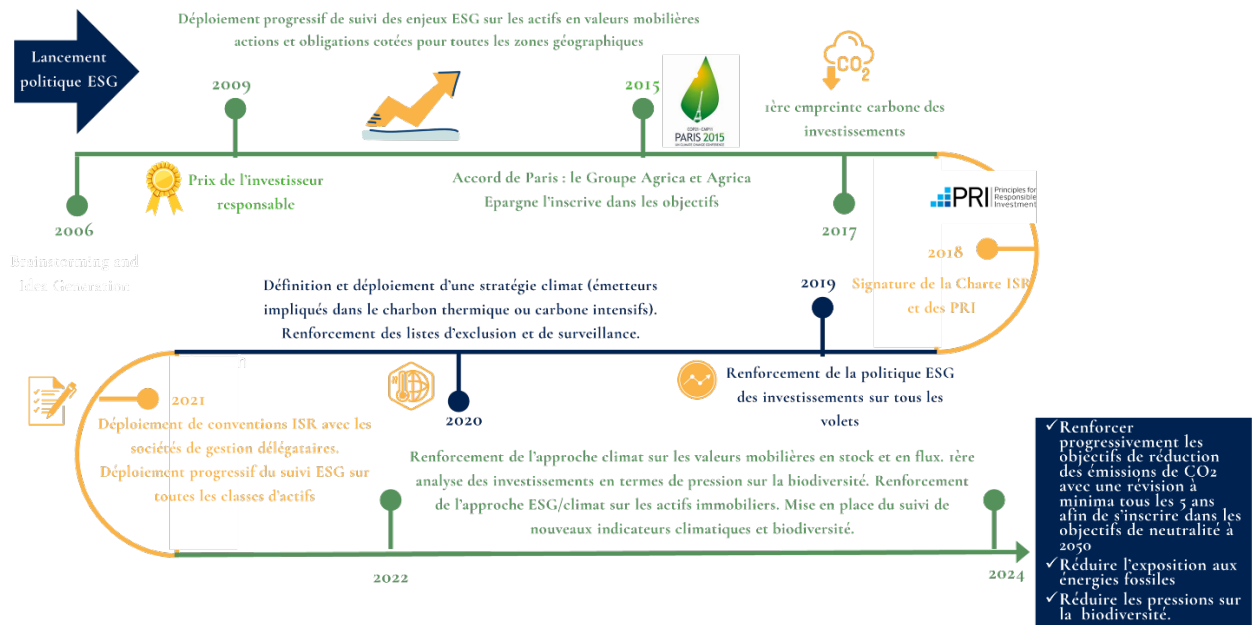 Lancement
politique ESG
Déploiement progressif de suivi des enjeux ESG sur les actifs en valeurs mobilières
actions et obligations cotées pour toutes les zones géographiques
2006
Brainstorming and
Idea Generation
2009
Prix de l'investisseur
responsable
2015
COP21 · CMP11
PARIS 2015
UN CLIMATE CHANGE CONFERENCE
Accord de Paris : le Groupe Agrica et Agrica
Epargne l'inscrive dans les objectifs
CO2
1ère empreinte carbone des
investissements
2017
PRI
Principles for
Responsible
Investment
2018
Signature de la Charte ISR
et des PRI
2019
Renforcement de la politique ESG
des investissements sur tous les
volets
Définition et déploiement d'une stratégie climat (émetteurs
impliqués dans le charbon thermique ou carbone intensifs).
Renforcement des listes d'exclusion et de surveillance.
2020
2021
Déploiement de conventions ISR avec les
sociétés de gestion délégataires.
Déploiement progressif du suivi ESG sur
toutes les classes d'actifs
Renforcement de l'approche climat sur les valeurs mobilières en stock et en flux. 1ère
analyse des investissements en termes de pression sur la biodiversité. Renforcement
de l'approche ESG/climat sur les actifs immobiliers. Mise en place du suivi de
nouveaux indicateurs climatiques et biodiversité.
2022
2024
✓Renforcer
progressivement les
objectifs de réduction
des émissions de CO2
avec une révision à
minima tous les 5 ans
afin de s'inscrire dans les
objectifs de neutralité à
2050
✓Réduire l'exposition aux
énergies fossiles
✓Réduire les pressions sur
la biodiversité.